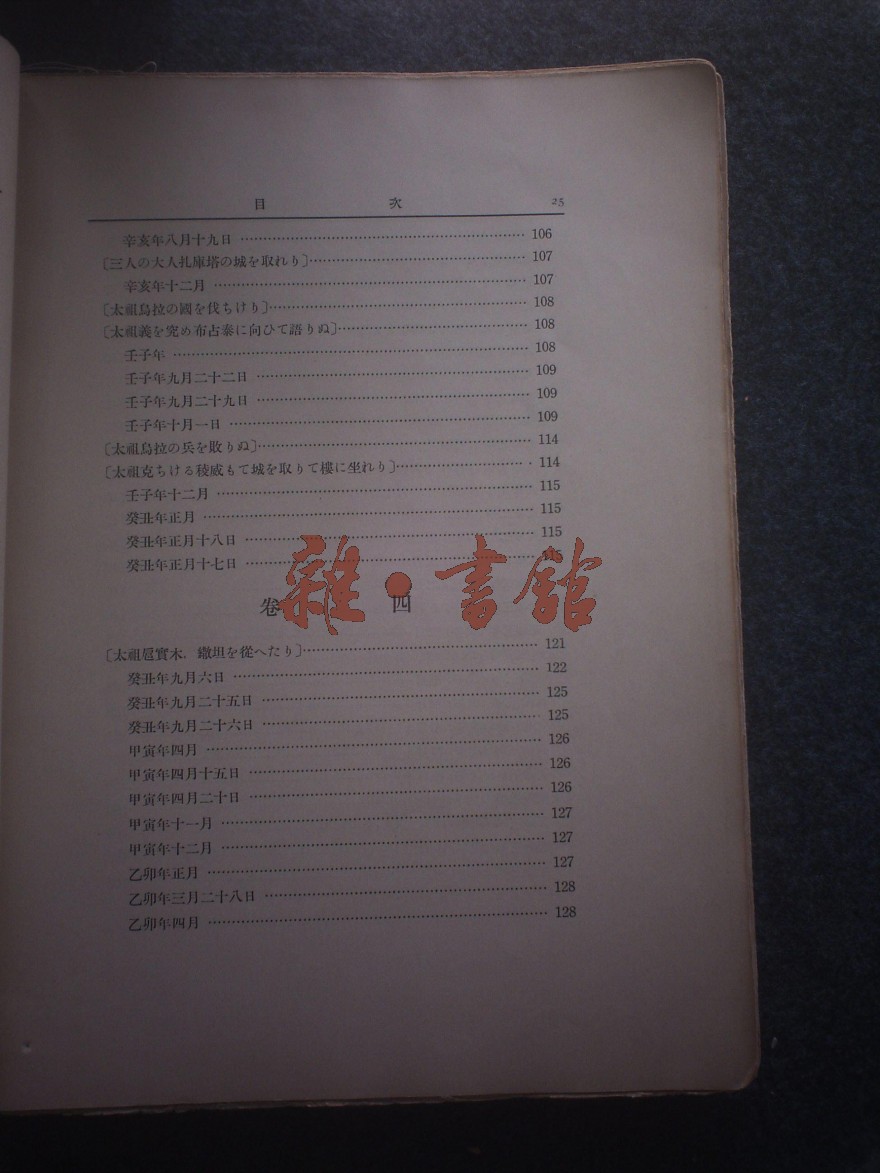 目 次 25
辛亥年八月十九日 …… 106
〔三人の大人扎庫塔の城を取れり〕…… 107
辛亥年十二月 …… 107
〔太祖烏拉の國を伐ちけり〕…… 108
〔太祖義を究め布占泰に向ひて語りぬ〕…… 108
壬子年 …… 108
壬子年九月二十二日 …… 109
壬子年九月二十九日 …… 109
壬子年十月一日 …… 109
〔太祖烏拉の兵を敗りぬ〕…… 114
〔太祖克ちける稜威もて城を取りて樓に坐れり〕…… 114
壬子年十二月 …… 115
癸丑年正月 …… 115
癸丑年正月十八日 …… 115
癸丑年正月十七日 ……
雜·書館
卷 四
〔太祖扈實木，轍坦を從へたり〕…… 121
癸丑年九月六日 …… 122
癸丑年九月二十五日 …… 125
癸丑年九月二十六日 …… 125
甲寅年四月 …… 126
甲寅年四月十五日 …… 126
甲寅年四月二十日 …… 126
甲寅年十一月 …… 127
甲寅年十二月 …… 127
乙卯年正月 …… 127
乙卯年三月二十八日 …… 128
乙卯年四月 …… 128